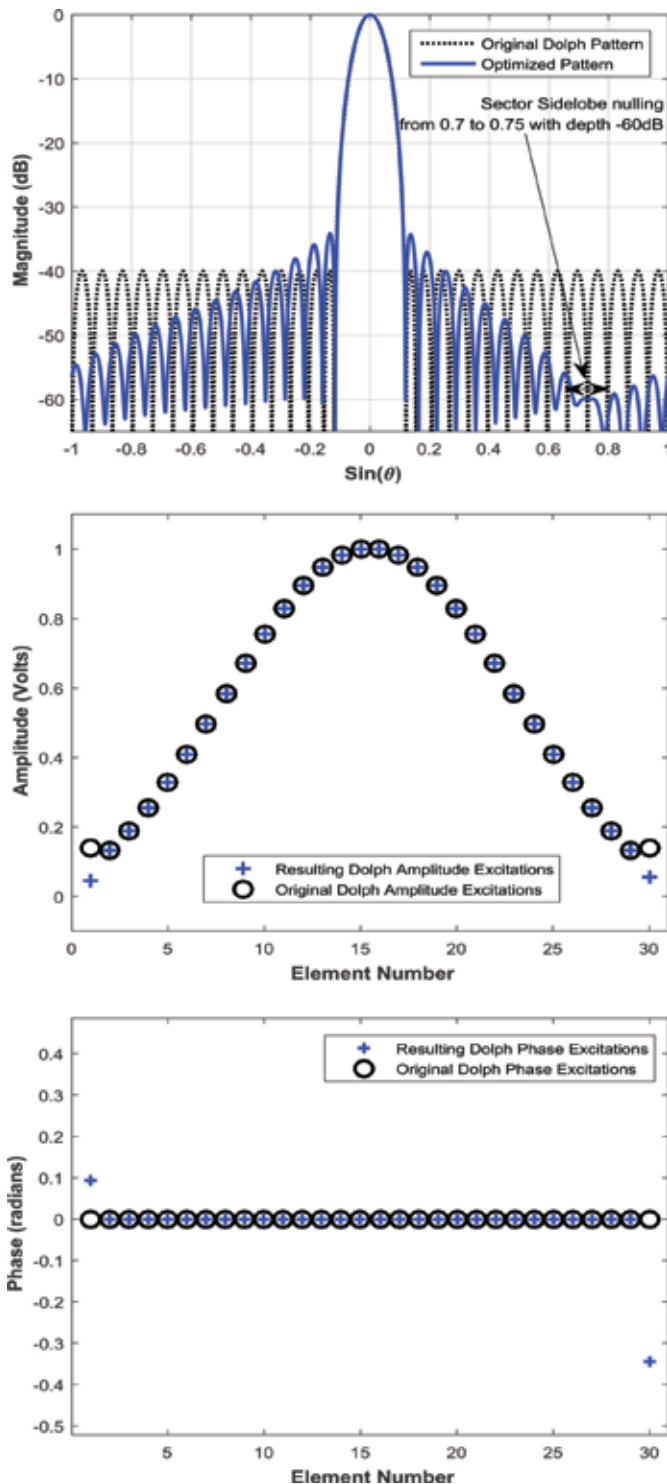 0
-10
-20
-30
-40
-50
-60
Magnitude (dB)
Original Dolph Pattern
Optimized Pattern
Sector Sidelobe nulling
from 0.7 to 0.75 with depth -60dB
-1 -0.8 -0.6 -0.4 -0.2 0 0.2 0.4 0.6 0.8 1
Sin(θ)
1
0.8
0.6
0.4
0.2
0
Amplitude (Volts)
Resulting Dolph Amplitude Excitations
Original Dolph Amplitude Excitations
0 5 10 15 20 25 30
Element Number
0.4
0.3
0.2
0.1
0
-0.1
-0.2
-0.3
-0.4
-0.5
Phase (radians)
Resulting Dolph Phase Excitations
Original Dolph Phase Excitations
5 10 15 20 25 30
Element Number